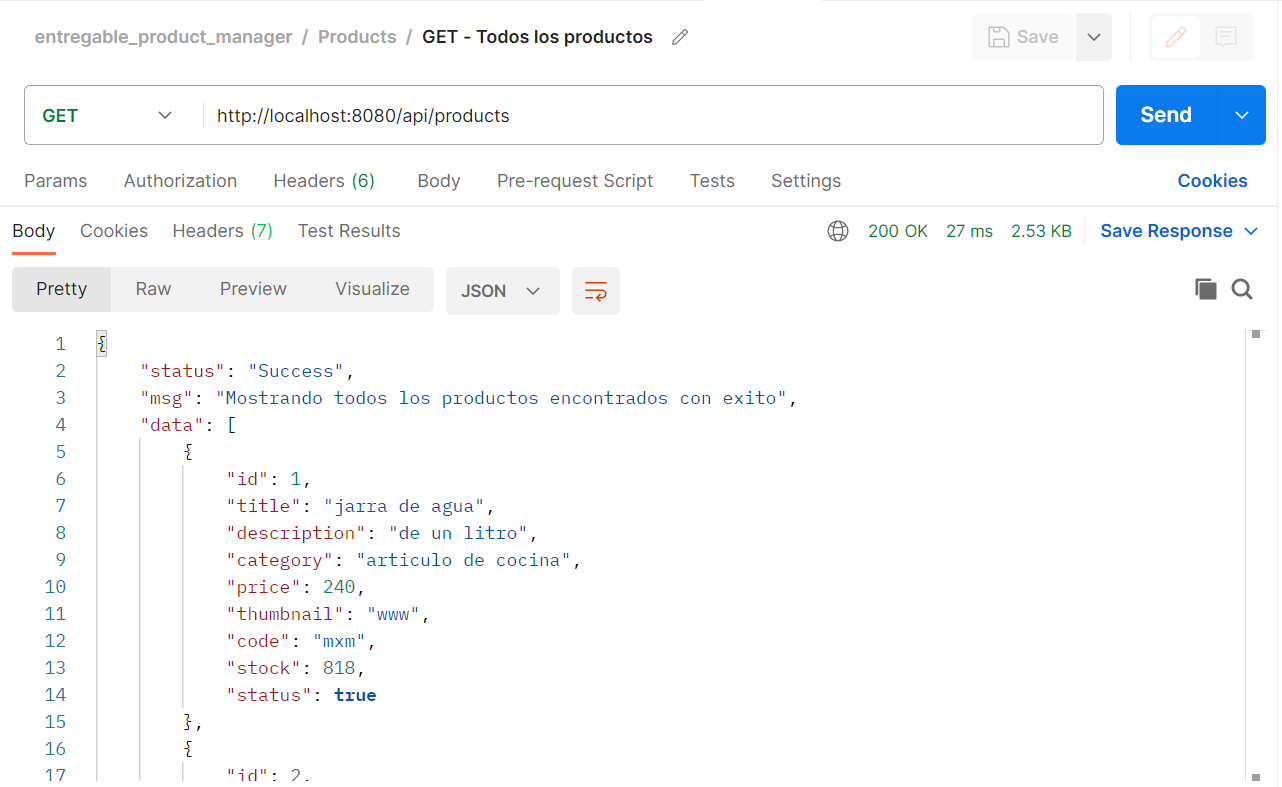 entregable_product_manager / Products / GET - Todos los productos
Save
GET
http://localhost:8080/api/products
Send
Params Authorization Headers (6) Body Pre-request Script Tests Settings Cookies
Body Cookies Headers (7) Test Results 200 OK 27 ms 2.53 KB Save Response
Pretty Raw Preview Visualize JSON
1 {
2 "status": "Success",
3 "msg": "Mostrando todos los productos encontrados con exito",
4 "data": [
5 {
6 "id": 1,
7 "title": "jarra de agua",
8 "description": "de un litro",
9 "category": "articulo de cocina",
10 "price": 240,
11 "thumbnail": "www",
12 "code": "mxm",
13 "stock": 818,
14 "status": true
15 },
16 {
17 "id": 2,